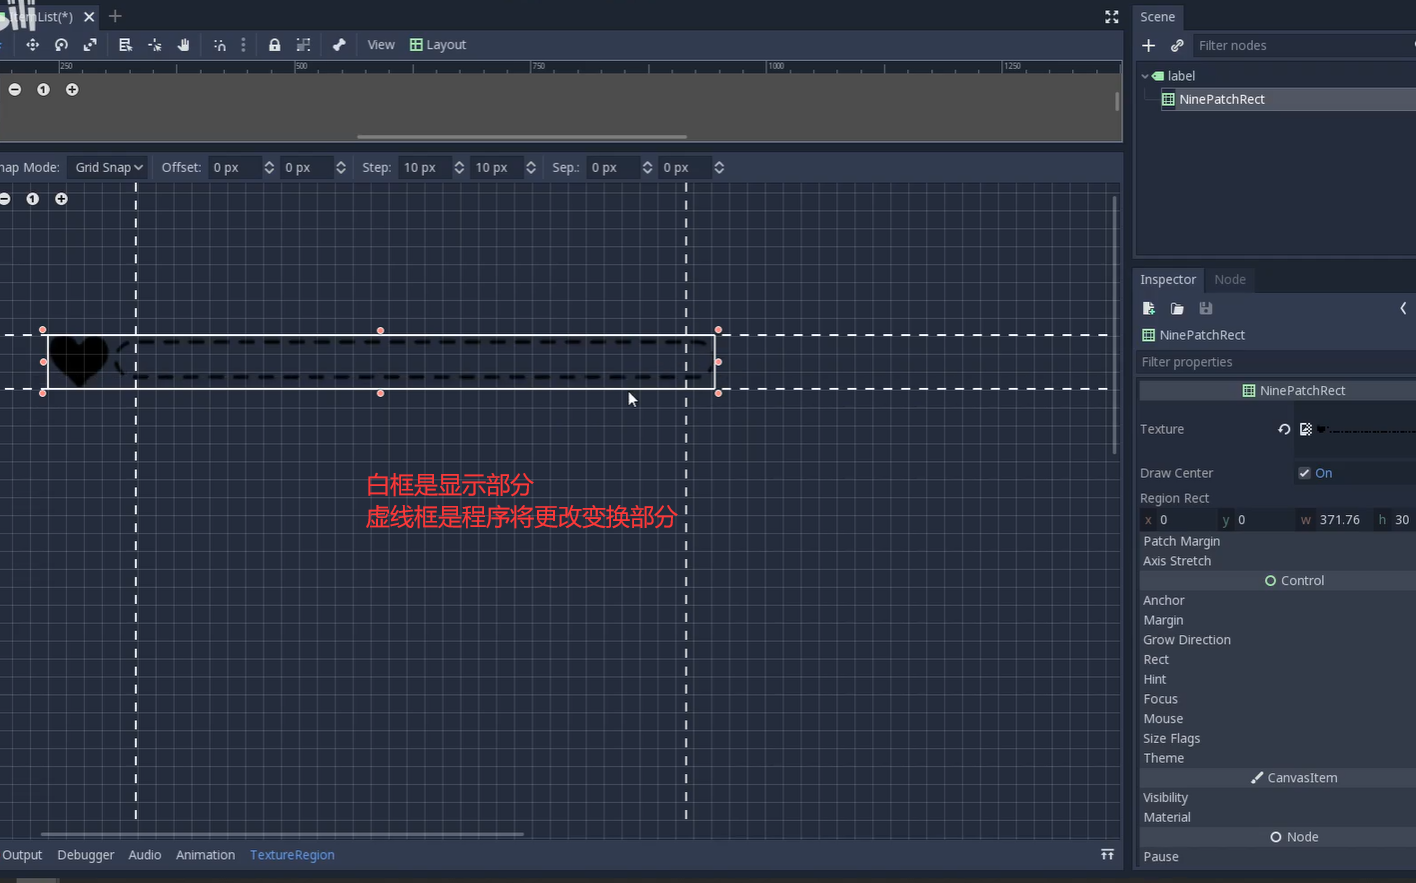 List(*)
View Layout
250 500 750 1000 1250
1
nap Mode: Grid Snap Offset: 0 px 0 px Step: 10 px 10 px Sep.: 0 px 0 px
1
白框是显示部分
虚线框是程序将更改变换部分
Output Debugger Audio Animation TextureRegion
Scene
Filter nodes
label
NinePatchRect
Inspector Node
NinePatchRect
Filter properties
NinePatchRect
Texture
Draw Center On
Region Rect
x 0 y 0 w 371.76 h 30
Patch Margin
Axis Stretch
Control
Anchor
Margin
Grow Direction
Rect
Hint
Focus
Mouse
Size Flags
Theme
CanvasItem
Visibility
Material
Node
Pause